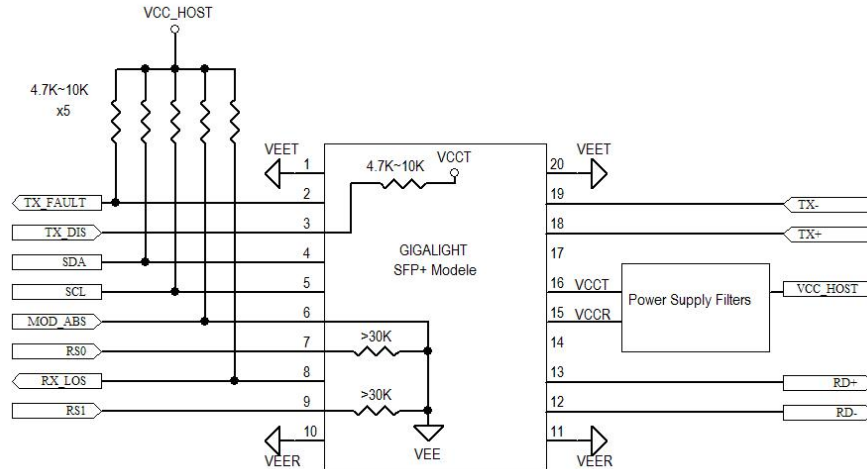 VCC_HOST
4.7K~10K
x5
VEET
1
4.7K~10K
VCCT
20
VEET
TX_FAULT
2
19
TX-
TX_DIS
3
18
TX+
SDA
4
GIGALIGHT
SFP+ Modele
17
SCL
5
16
VCCT
Power Supply Filters
VCC_HOST
MOD_ABS
6
15
VCCR
RS0
7
>30K
14
RX_LOS
8
13
RD+
RS1
9
>30K
12
RD-
VEER
10
VEE
11
VEER